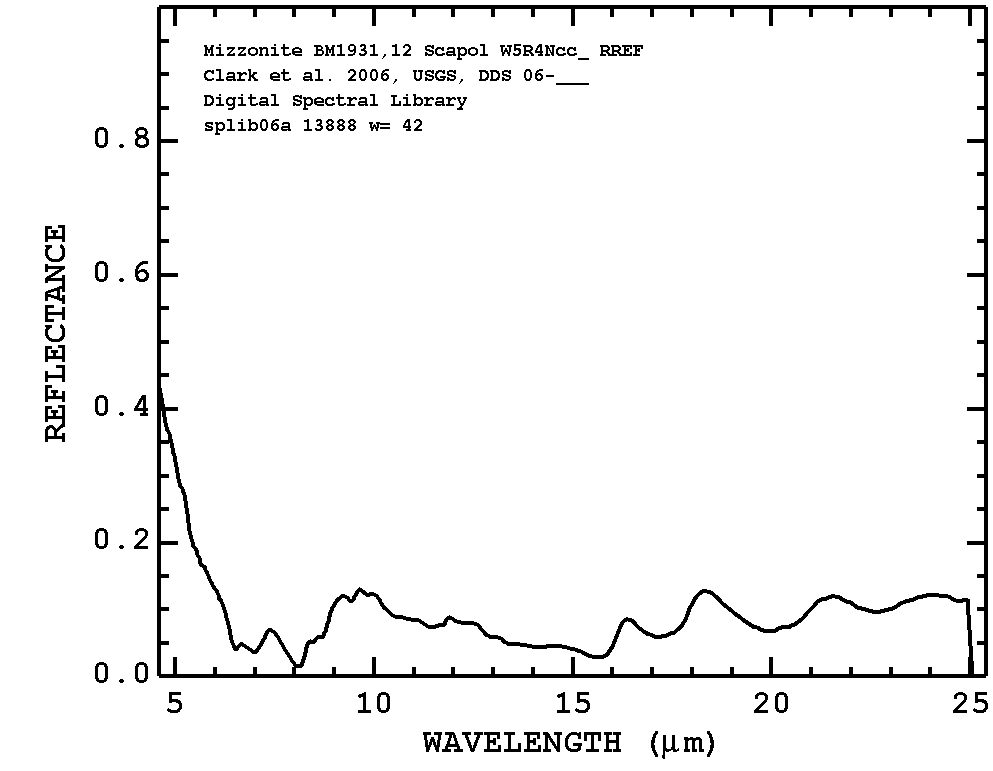 Mizzonite BM1931,12 Scapol W5R4Ncc_ RREF
Clark et al. 2006, USGS, DDS 06-___
Digital Spectral Library
splib06a 13888 w= 42
REFLECTANCE
0.8
0.6
0.4
0.2
0.0
5 10 15 20 25
WAVELENGTH (μm)